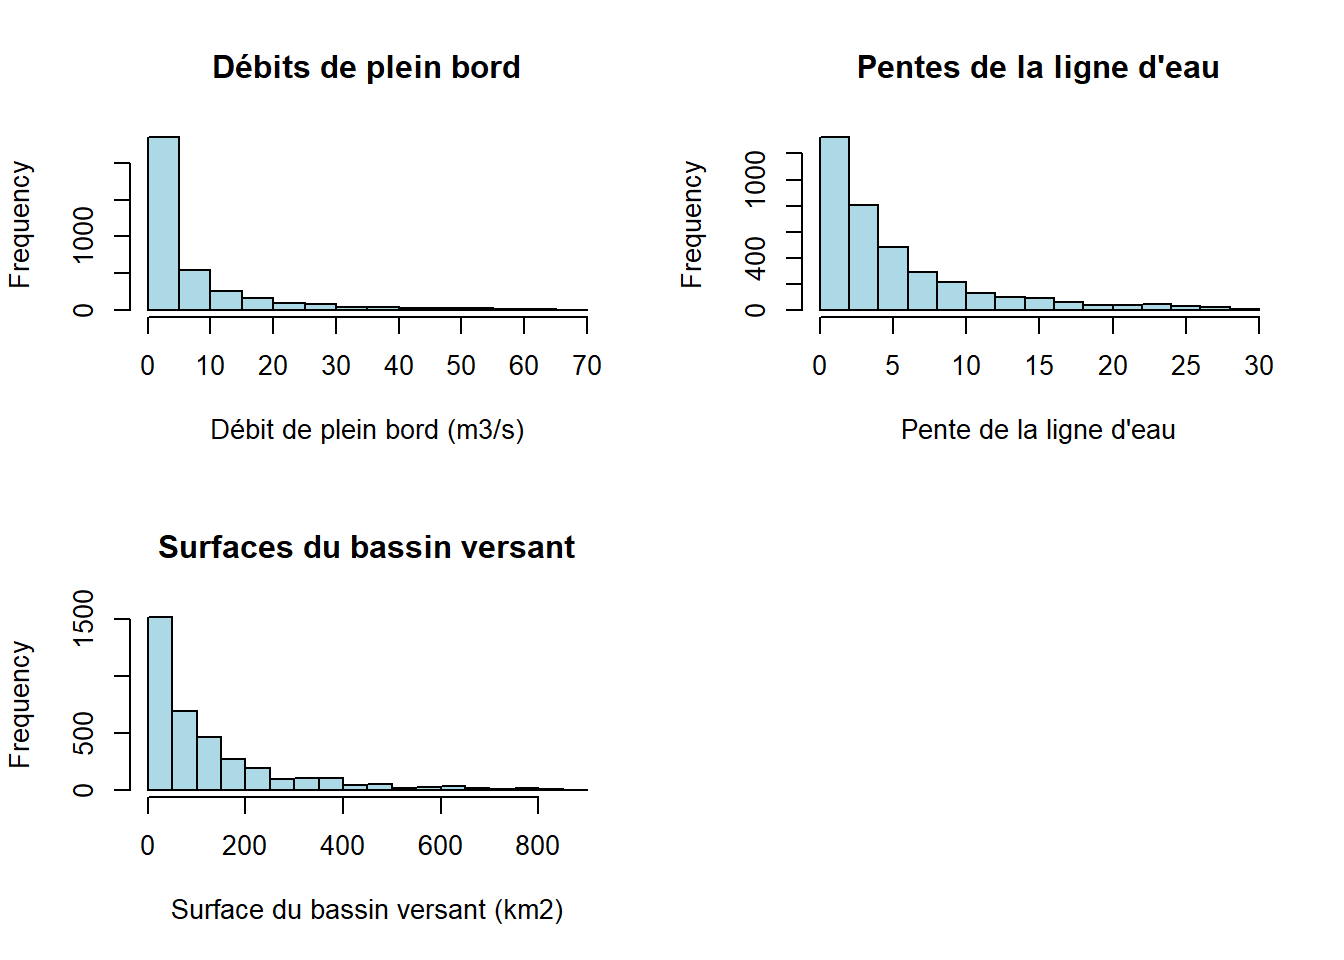 Débits de plein bord
Frequency
0 1000
0 10 20 30 40 50 60 70
Débit de plein bord (m3/s)
Pentes de la ligne d'eau
Frequency
0 400 1000
0 5 10 15 20 25 30
Pente de la ligne d'eau
Surfaces du bassin versant
Frequency
0 500 1500
0 200 400 600 800
Surface du bassin versant (km2)